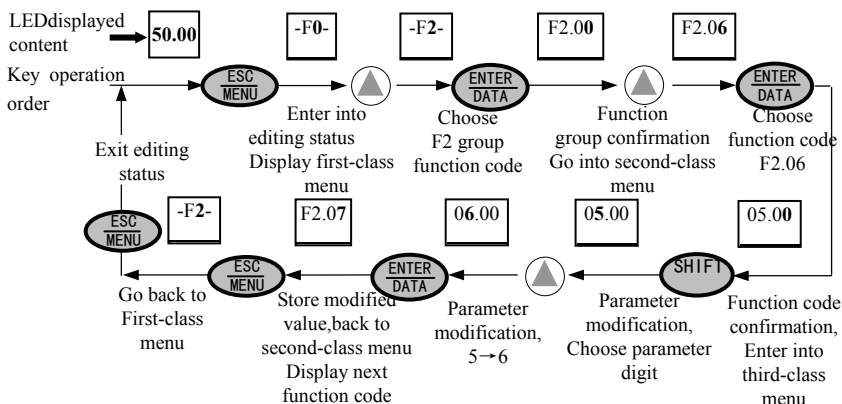 LEDdisplayed
content
50.00
-F0-
-F2-
F2.00
F2.06
Key operation
order
ESC
MENU
ENTER
DATA
ENTER
DATA
Enter into
editing status
Display first-class
menu
Choose
F2 group
function code
Function
group confirmation
Go into second-class
menu
Choose
function code
F2.06
Exit editing
status
-F2-
F2.07
06.00
05.00
05.00
ESC
MENU
ESC
MENU
ENTER
DATA
SHIFT
Go back to
First-class
menu
Store modified
value,back to
second-class menu
Display next
function code
Parameter
modification,
5→6
Parameter
modification,
Choose parameter
digit
Function code
confirmation,
Enter into
third-class
menu